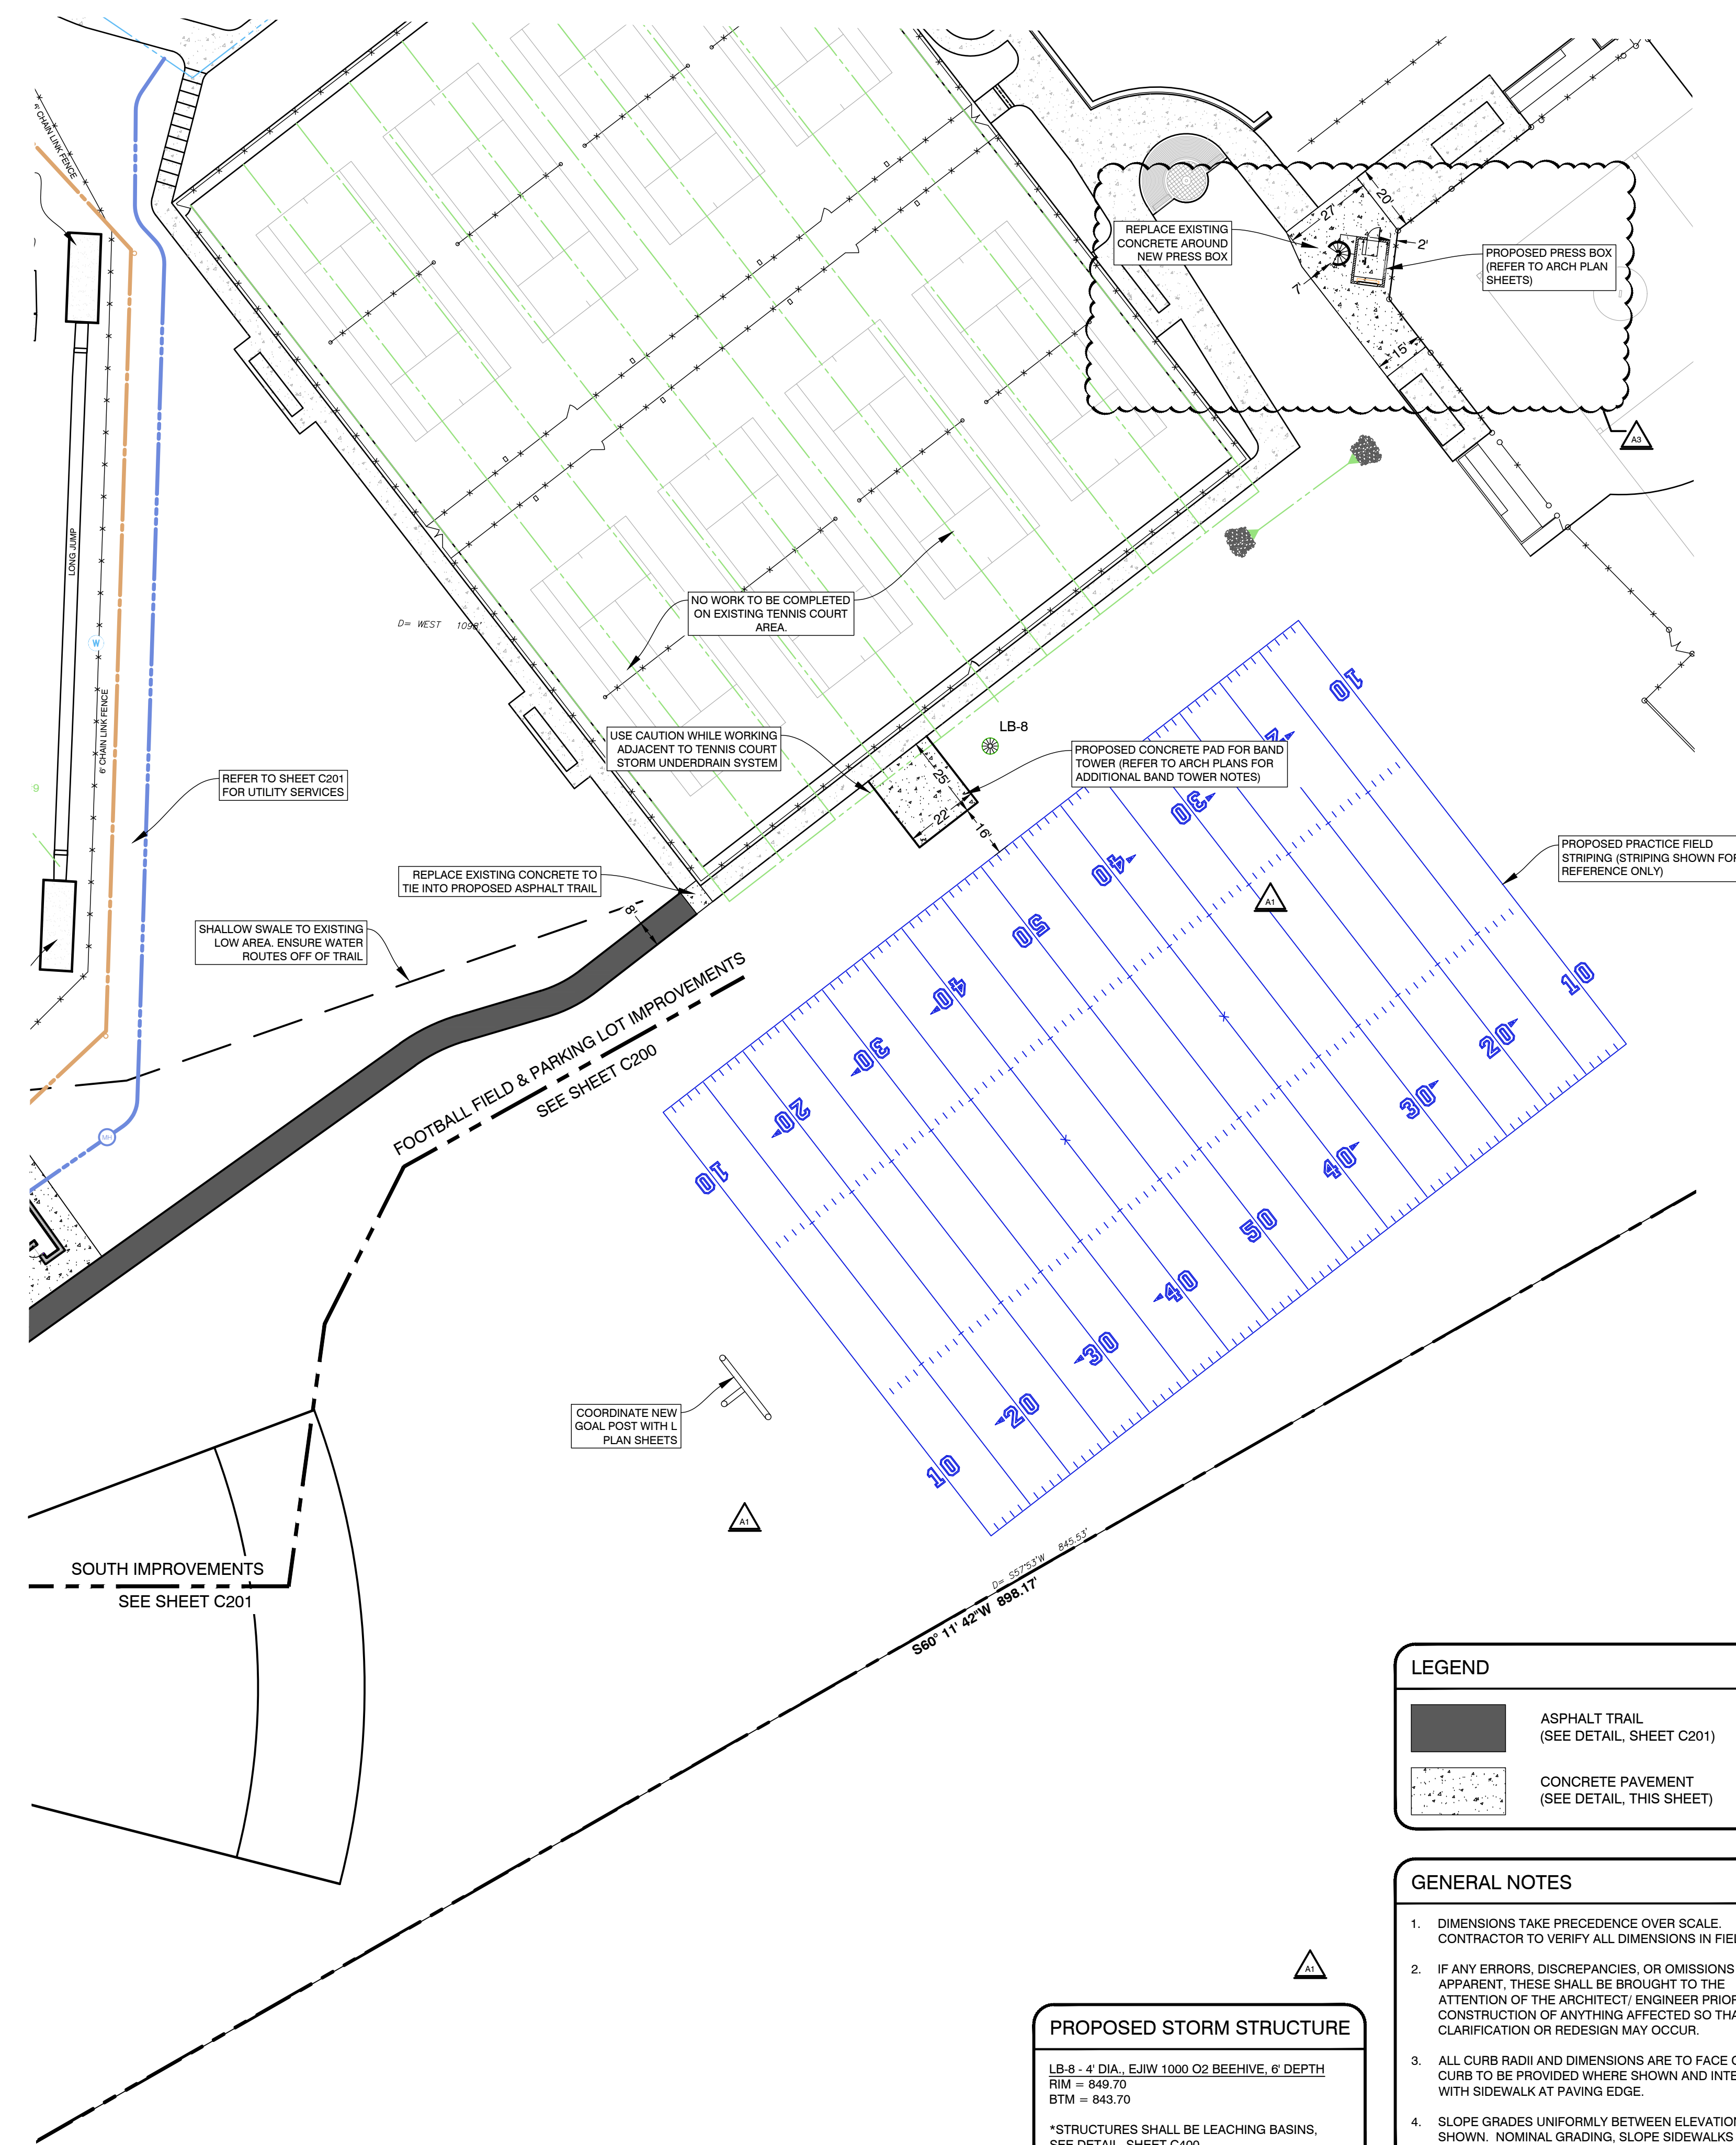 6' CHAIN LINK FENCE
27'
20'
REPLACE EXISTING
CONCRETE AROUND
NEW PRESS BOX
2'
PROPOSED PRESS BOX
(REFER TO ARCH PLAN
SHEETS)
7'
15'
A3
LONG JUMP
NO WORK TO BE COMPLETED
ON EXISTING TENNIS COURT
AREA.
D= WEST 1098'
W
6' CHAIN LINK FENCE
10
LB-8
USE CAUTION WHILE WORKING
ADJACENT TO TENNIS COURT
STORM UNDERDRAIN SYSTEM
PROPOSED CONCRETE PAD FOR BAND
TOWER (REFER TO ARCH PLANS FOR
ADDITIONAL BAND TOWER NOTES)
25'
22'
16'
REFER TO SHEET C201
FOR UTILITY SERVICES
9
2
30
40
50
40
30
20
10
PROPOSED PRACTICE FIELD
STRIPING (STRIPING SHOWN FOR
REFERENCE ONLY)
A1
REPLACE EXISTING CONCRETE TO
TIE INTO PROPOSED ASPHALT TRAIL
8'
SHALLOW SWALE TO EXISTING
LOW AREA. ENSURE WATER
ROUTES OFF OF TRAIL
FOOTBALL FIELD & PARKING LOT IMPROVEMENTS
SEE SHEET C200
MH
10
20
30
40
50
40
30
20
10
COORDINATE NEW
GOAL POST WITH L
PLAN SHEETS
A1
D= S57°53'W 845.53'
S60° 11' 42"W 898.17'
SOUTH IMPROVEMENTS
SEE SHEET C201
LEGEND
ASPHALT TRAIL
(SEE DETAIL, SHEET C201)
CONCRETE PAVEMENT
(SEE DETAIL, THIS SHEET)
GENERAL NOTES
1. DIMENSIONS TAKE PRECEDENCE OVER SCALE.
CONTRACTOR TO VERIFY ALL DIMENSIONS IN
2. IF ANY ERRORS, DISCREPANCIES, OR OMISSIONS
APPARENT, THESE SHALL BE BROUGHT TO THE
ATTENTION OF THE ARCHITECT/ ENGINEER
CONSTRUCTION OF ANYTHING AFFECTED SO
CLARIFICATION OR REDESIGN MAY OCCUR.
3. ALL CURB RADII AND DIMENSIONS ARE TO FACE
CURB TO BE PROVIDED WHERE SHOWN AND
WITH SIDEWALK AT PAVING EDGE.
4. SLOPE GRADES UNIFORMLY BETWEEN
SHOWN. NOMINAL GRADING, SLOPE SIDEWALKS
A1
PROPOSED STORM STRUCTURE
LB-8 - 4' DIA., EJIW 1000 O2 BEEHIVE, 6' DEPTH
RIM = 849.70
BTM = 843.70
*STRUCTURES SHALL BE LEACHING BASINS,
SEE DETAIL, SHEET C400